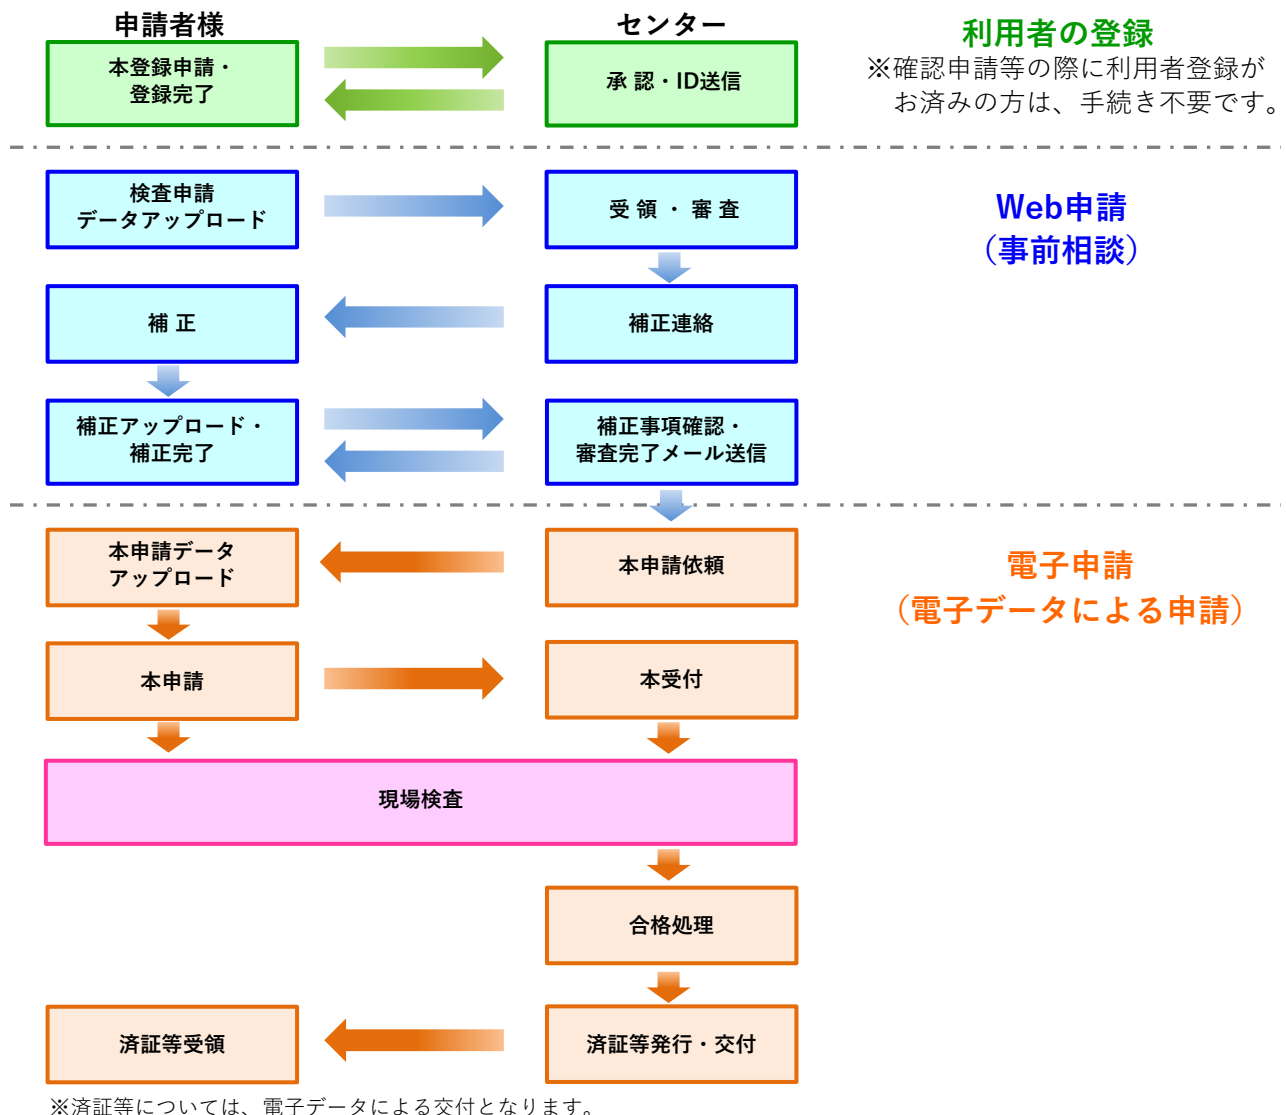 申請者様
センター
利用者の登録
※確認申請等の際に利用者登録が
お済みの方は、手続き不要です。
本登録申請・
登録完了
承 認・ID送信
検査申請
データアップロード
受 領 ・ 審 査
Web申請
（事前相談）
補 正
補正連絡
補正アップロード・
補正完了
補正事項確認・
審査完了メール送信
本申請データ
アップロード
本申請依頼
電子申請
（電子データによる申請）
本申請
本受付
現場検査
合格処理
済証等受領
済証等発行・交付
※済証等については、電子データによる交付となります。